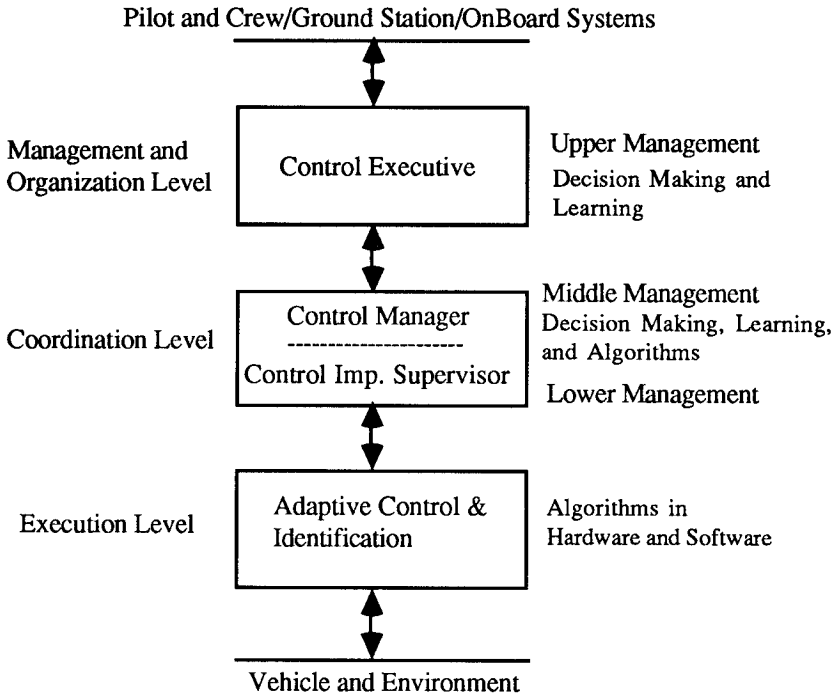 Pilot and Crew/Ground Station/OnBoard Systems
Management and
Organization Level
Control Executive
Upper Management
Decision Making and
Learning
Coordination Level
Control Manager
--------------------
Control Imp. Supervisor
Middle Management
Decision Making, Learning,
and Algorithms
Lower Management
Execution Level
Adaptive Control &
Identification
Algorithms in
Hardware and Software
Vehicle and Environment